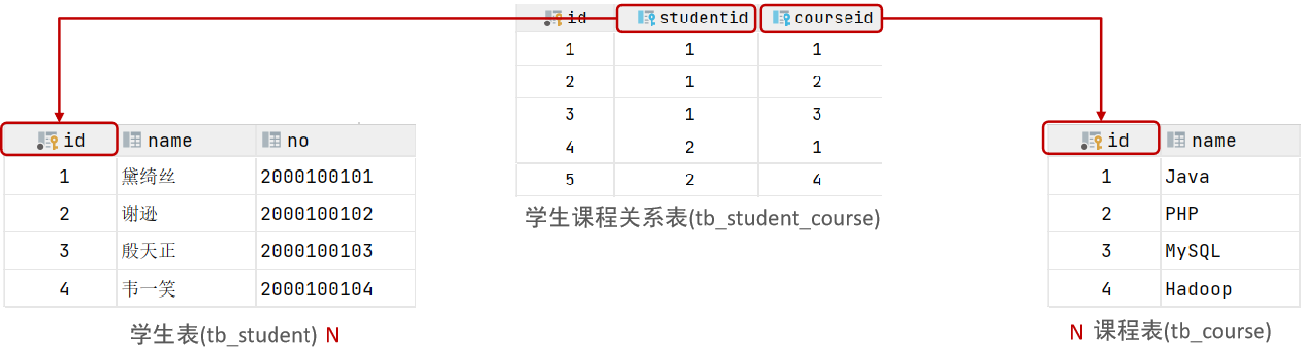 id studentid courseid
1 1 1
2 1 2
3 1 3
4 2 1
5 2 4
学生课程关系表(tb_student_course)
id name no
1 黛绮丝 2000100101
2 谢逊 2000100102
3 殷天正 2000100103
4 韦一笑 2000100104
学生表(tb_student) N
id name
1 Java
2 PHP
3 MySQL
4 Hadoop
N 课程表(tb_course)